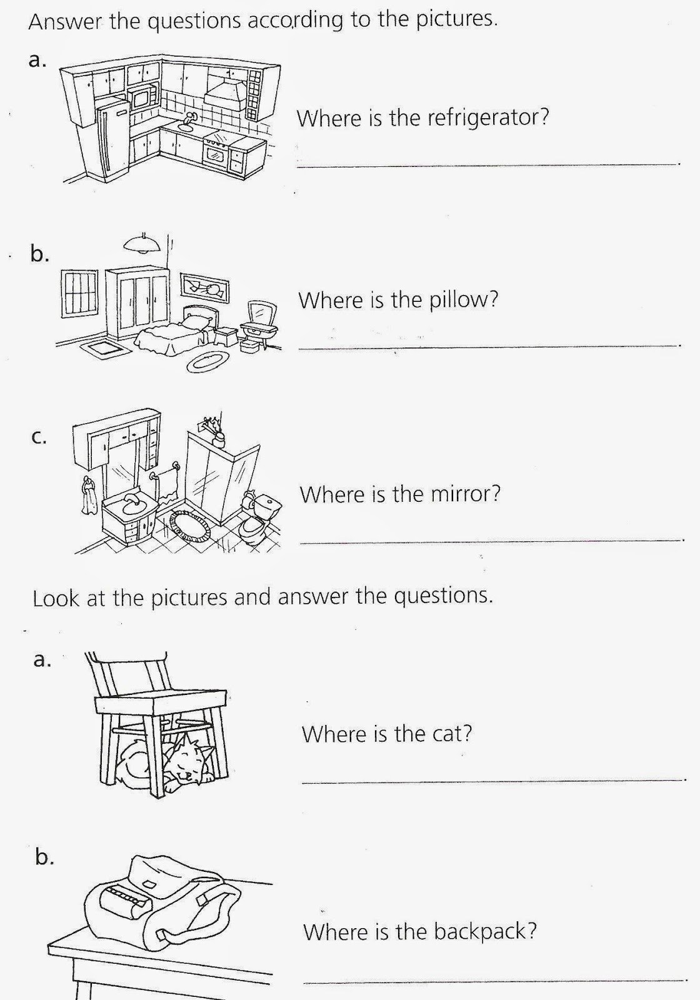 Answer the questions according to the pictures.
a.
Where is the refrigerator?
b.
Where is the pillow?
c.
Where is the mirror?
Look at the pictures and answer the questions.
a.
Where is the cat?
b.
Where is the backpack?